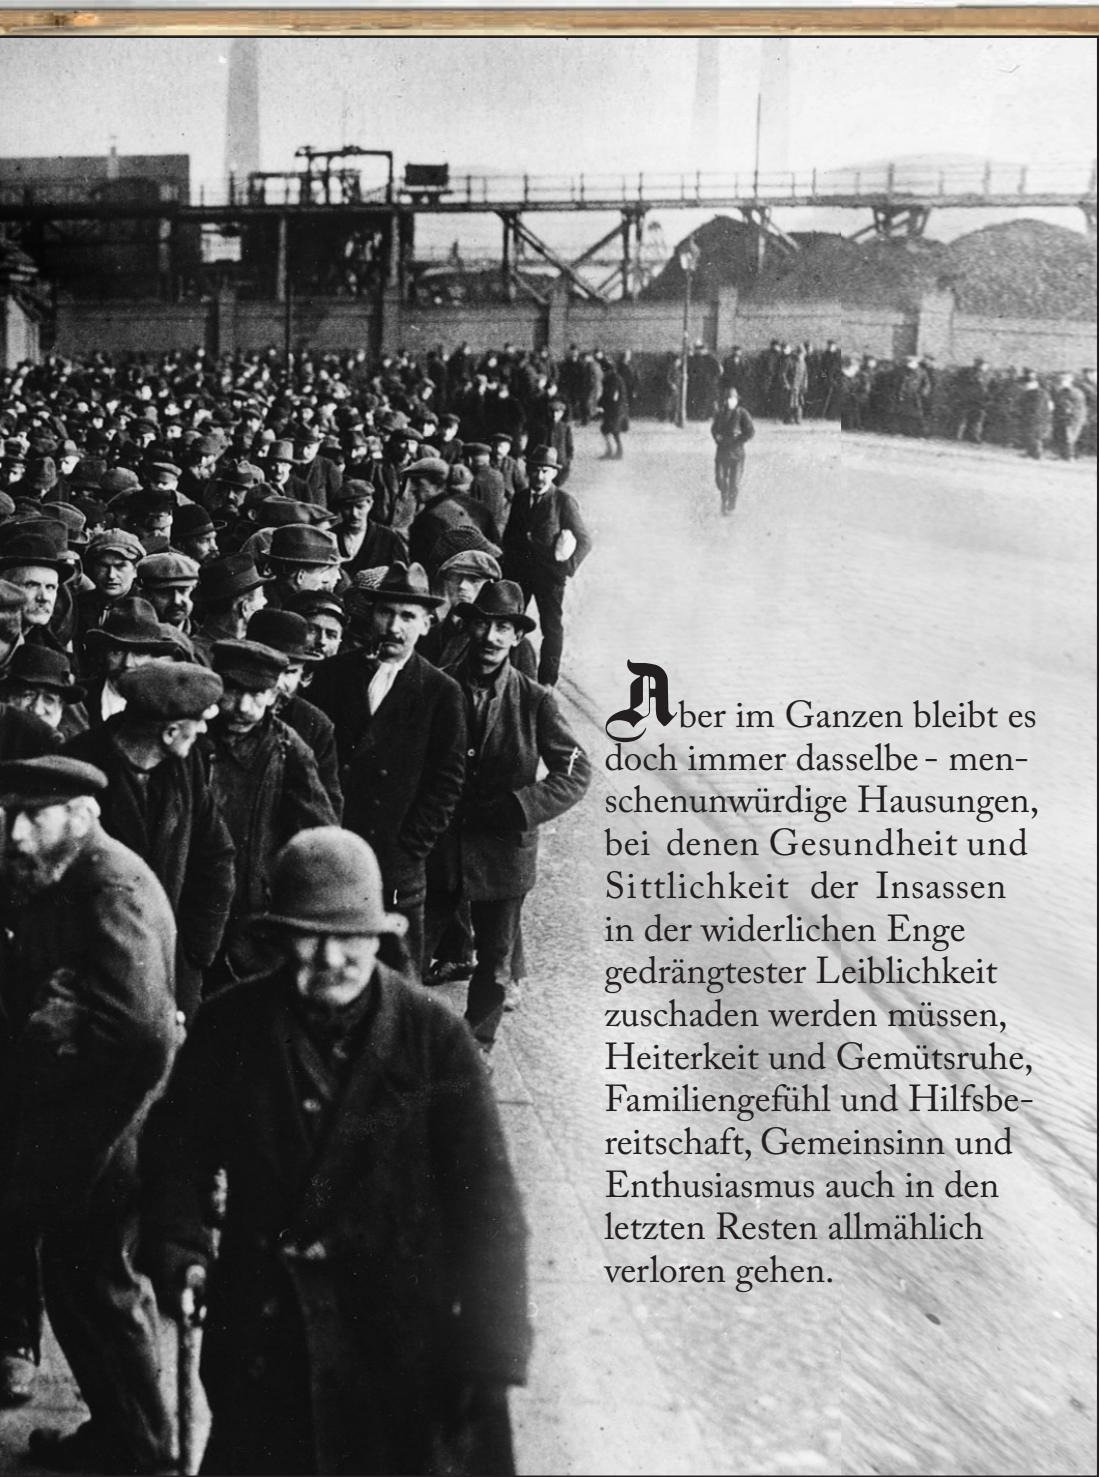 Aber im Ganzen bleibt es
doch immer dasselbe - men-
schenunwürdige Hausungen,
bei denen Gesundheit und
Sittlichkeit der Insassen
in der widerlichen Enge
gedrängtester Leiblichkeit
zuschaden werden müssen,
Heiterkeit und Gemütsruhe,
Familiengefühl und Hilfsbe-
reitschaft, Gemeinsinn und
Enthusiasmus auch in den
letzten Resten allmählich
verloren gehen.